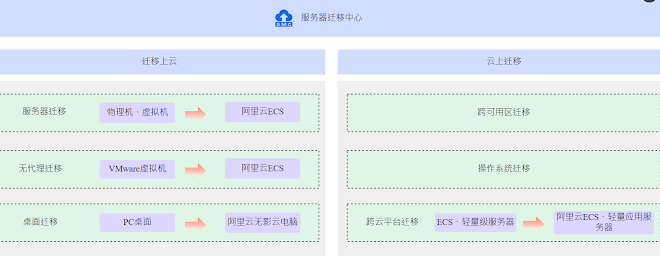 SMC
服务器迁移中心
迁移上云
云上迁移
服务器迁移
物理机、虚拟机
阿里云ECS
跨可用区迁移
无代理迁移
VMware虚拟机
阿里云ECS
操作系统迁移
桌面迁移
PC桌面
阿里云无影云电脑
跨云平台迁移
ECS、轻量级服务器
阿里云ECS、轻量应用服
务器